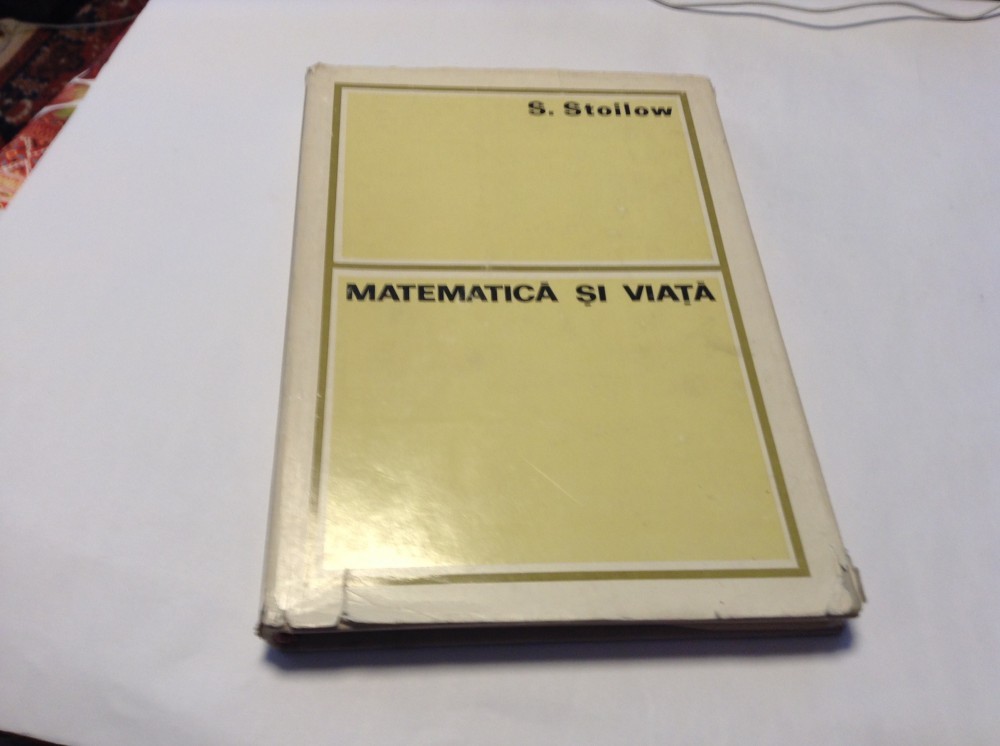 S. Stoilow
MATEMATICĂ ȘI VIAȚĂ